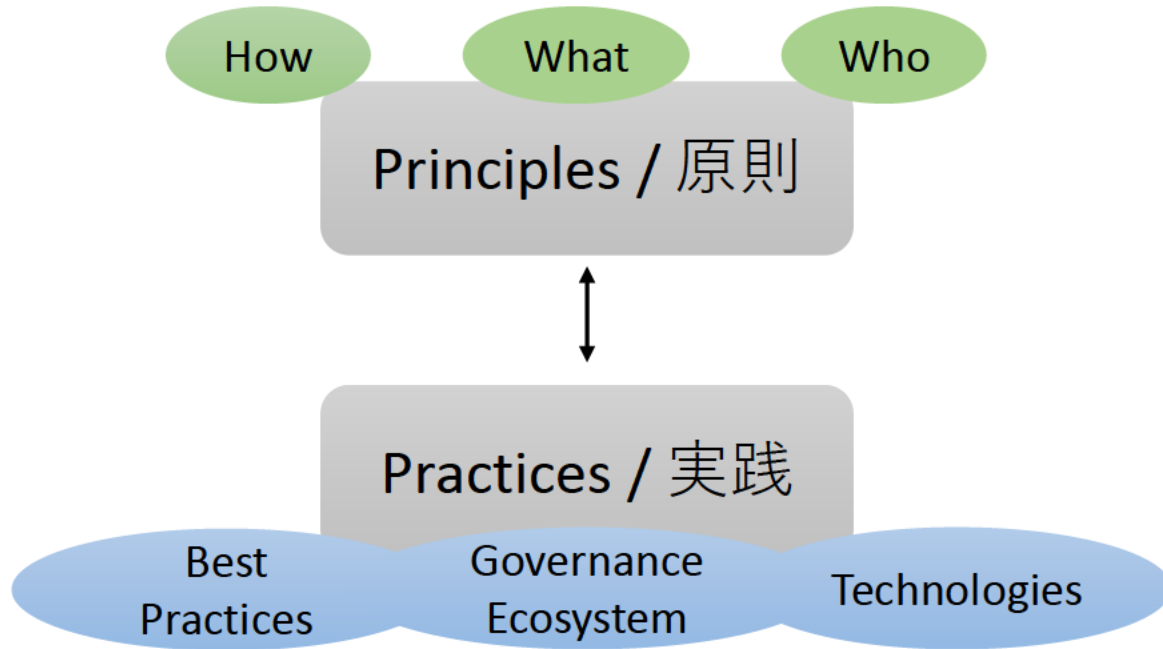 How
What
Who
Principles / 原則
Practices / 実践
Best
Practices
Governance
Ecosystem
Technologies